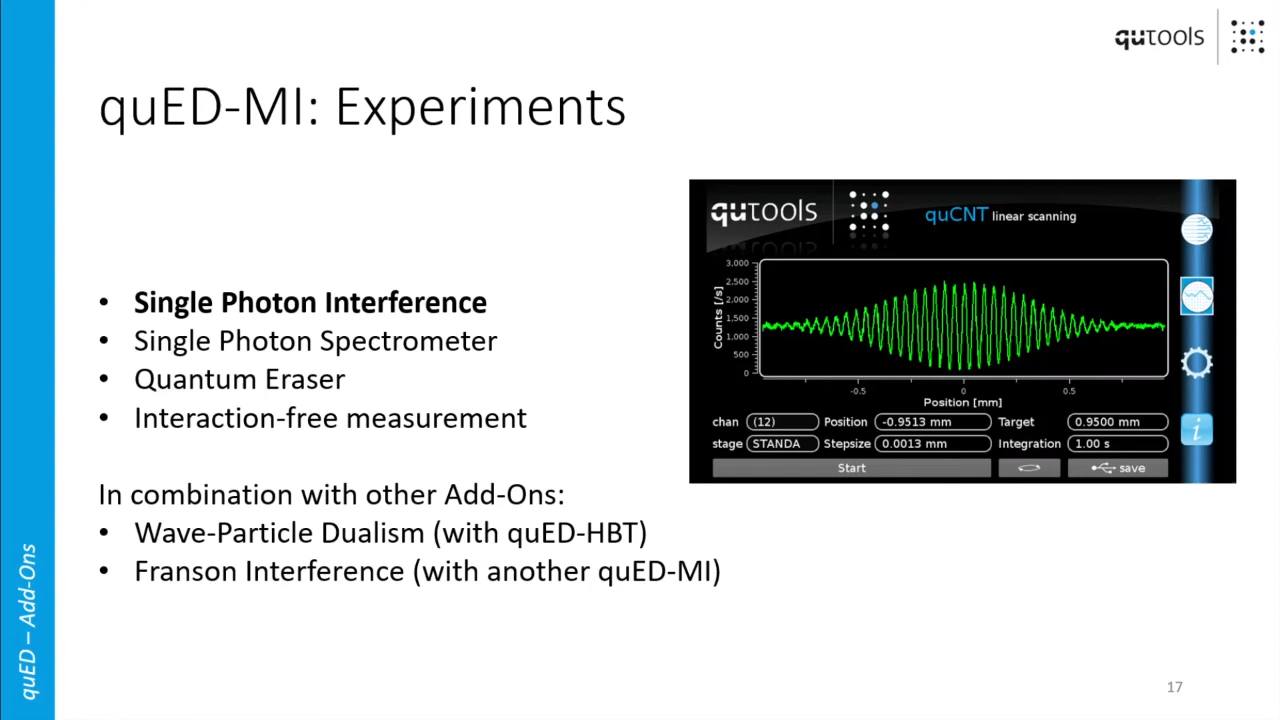 qutools
quED-MI: Experiments
• Single Photon Interference
• Single Photon Spectrometer
• Quantum Eraser
• Interaction-free measurement
In combination with other Add-Ons:
• Wave-Particle Dualism (with quED-HBT)
• Franson Interference (with another quED-MI)
qutools
quCNT linear scanning
Counts [/s]
3,000
2,500
2,000
1,500
1,000
500
0
-0.5 0 0.5
Position [mm]
chan (12) Position -0.9513 mm Target 0.9500 mm
stage STANDA Stepsize 0.0013 mm Integration 1.00 s
Start save
i
quED – Add-Ons
17